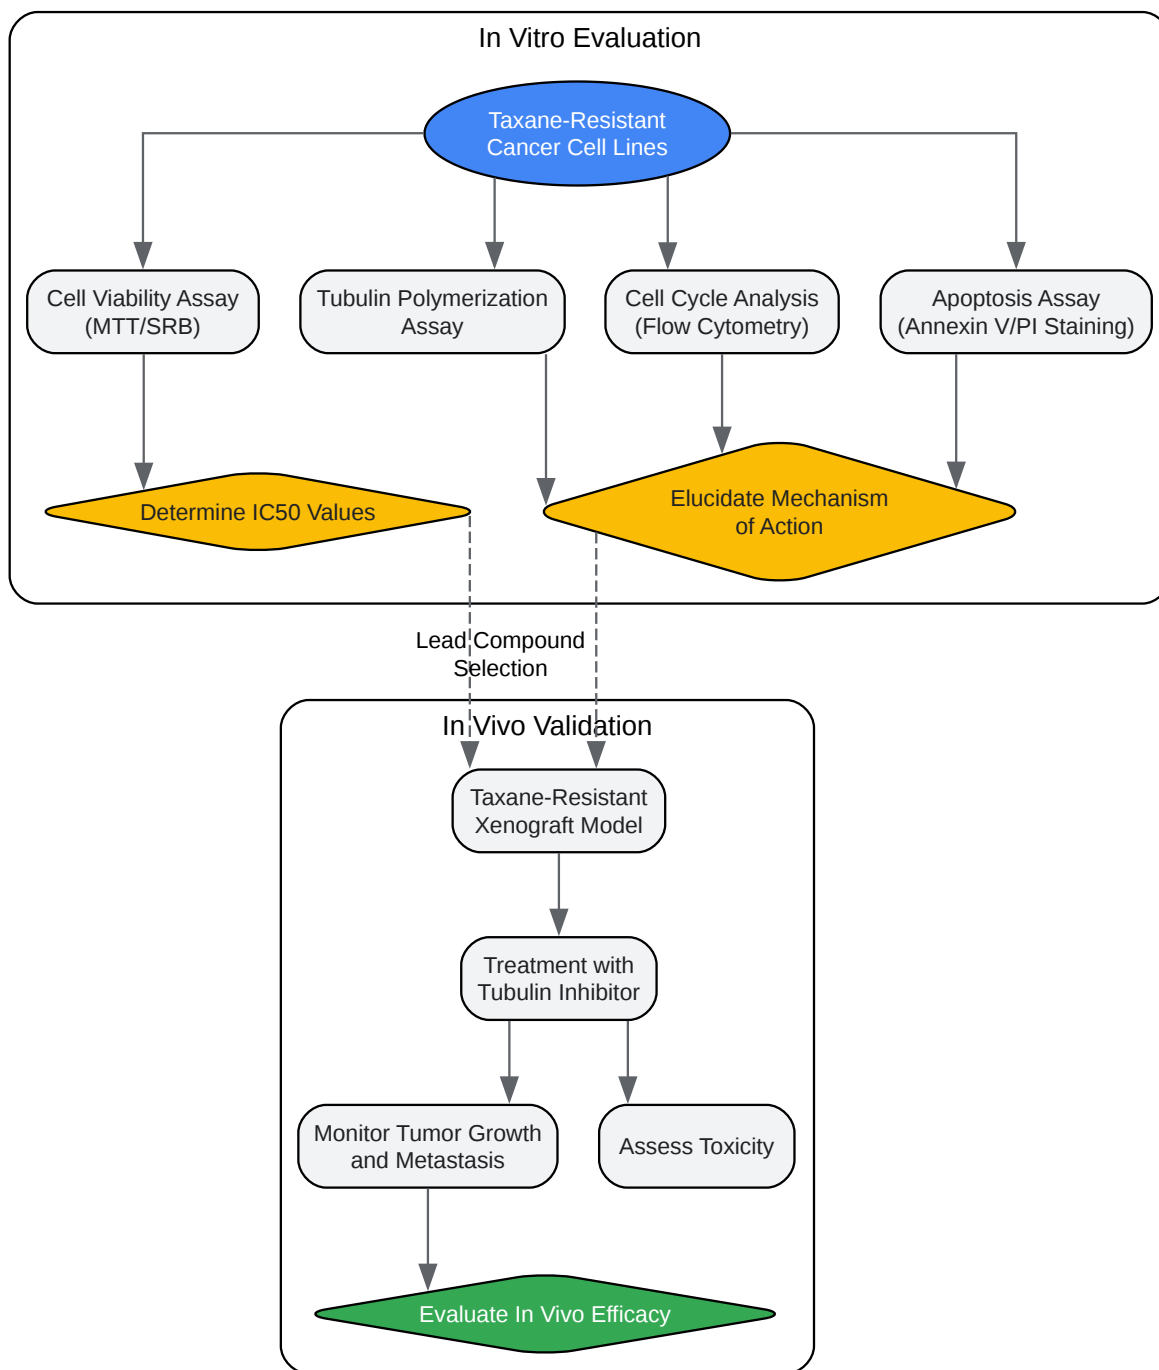 In Vitro Evaluation
Taxane-Resistant
Cancer Cell Lines
Cell Viability Assay
(MTT/SRB)
Tubulin Polymerization
Assay
Cell Cycle Analysis
(Flow Cytometry)
Apoptosis Assay
(Annexin V/PI Staining)
Determine IC50 Values
Elucidate Mechanism
of Action
Lead Compound
Selection
In Vivo Validation
Taxane-Resistant
Xenograft Model
Treatment with
Tubulin Inhibitor
Monitor Tumor Growth
and Metastasis
Assess Toxicity
Evaluate In Vivo Efficacy